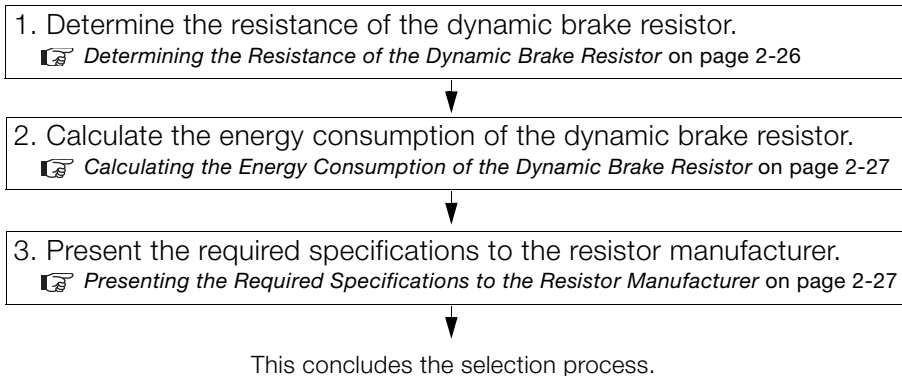 1. Determine the resistance of the dynamic brake resistor.
Determining the Resistance of the Dynamic Brake Resistor on page 2-26
2. Calculate the energy consumption of the dynamic brake resistor.
Calculating the Energy Consumption of the Dynamic Brake Resistor on page 2-27
3. Present the required specifications to the resistor manufacturer.
Presenting the Required Specifications to the Resistor Manufacturer on page 2-27
This concludes the selection process.